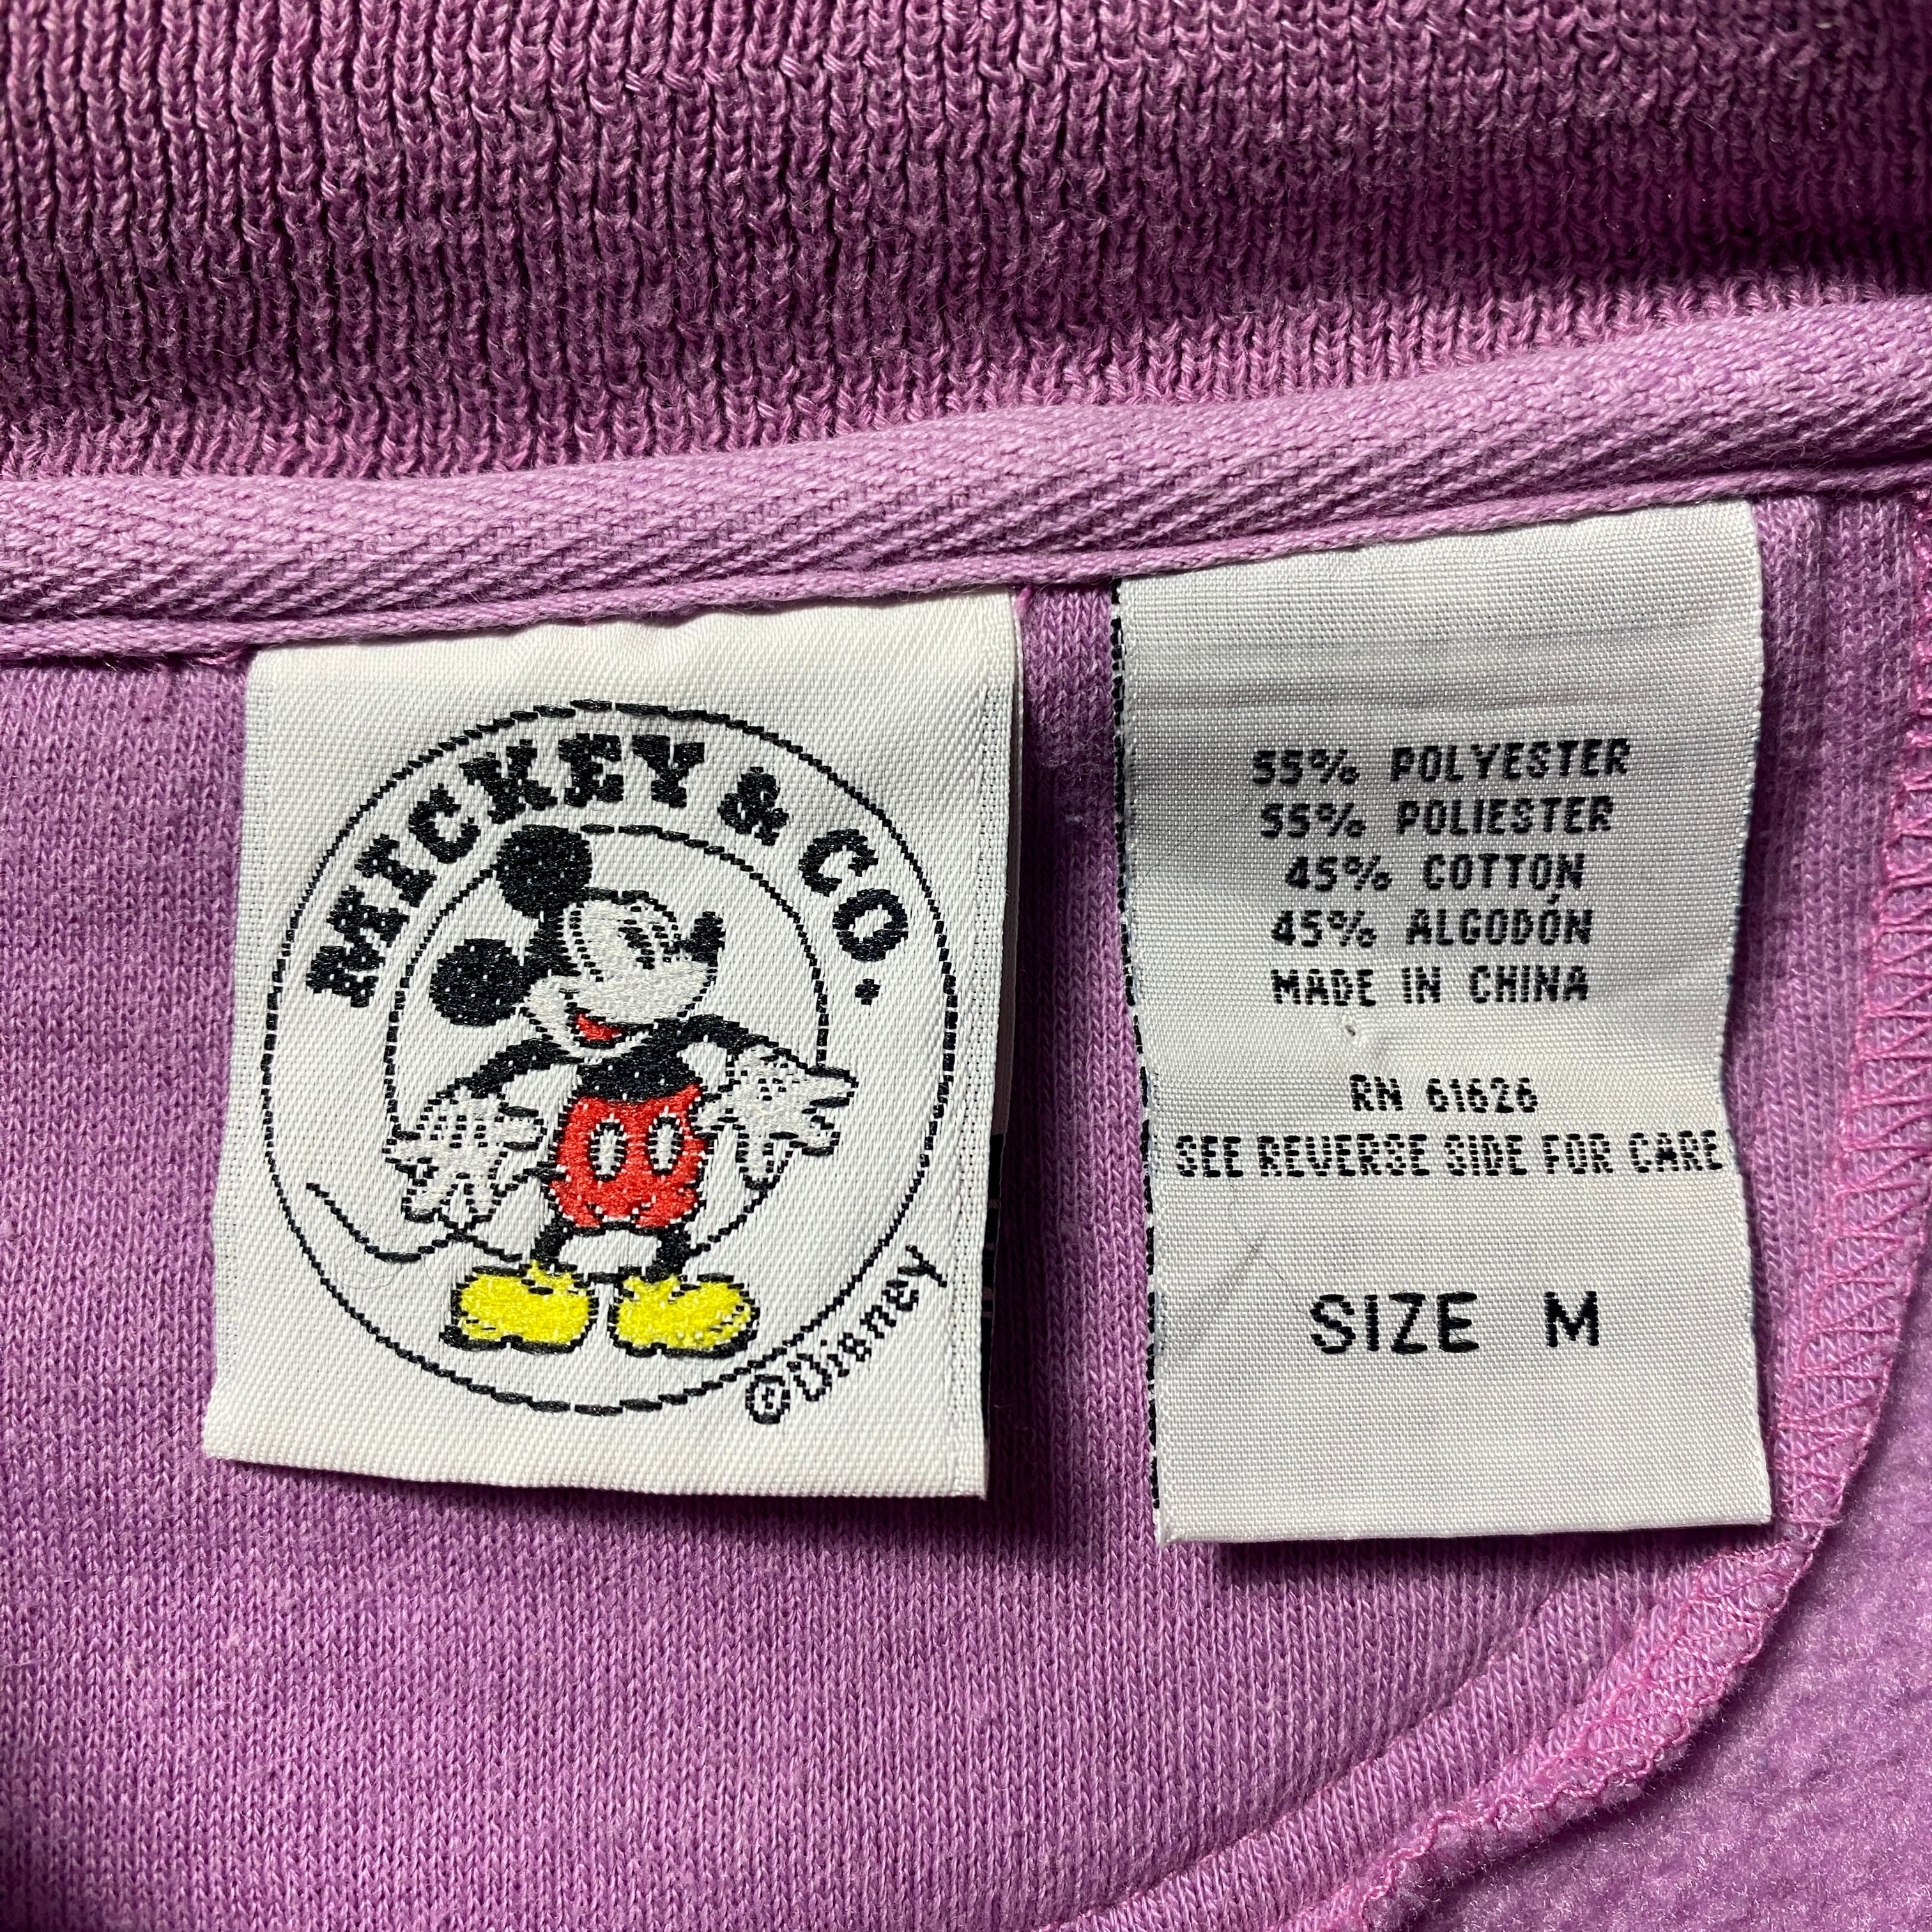 MICKEY & CO.
©Disney
55% POLYESTER
55% POLIESTER
45% COTTON
45% ALGODÓN
MADE IN CHINA
RN 61626
SEE REVERSE SIDE FOR CARE
SIZE M